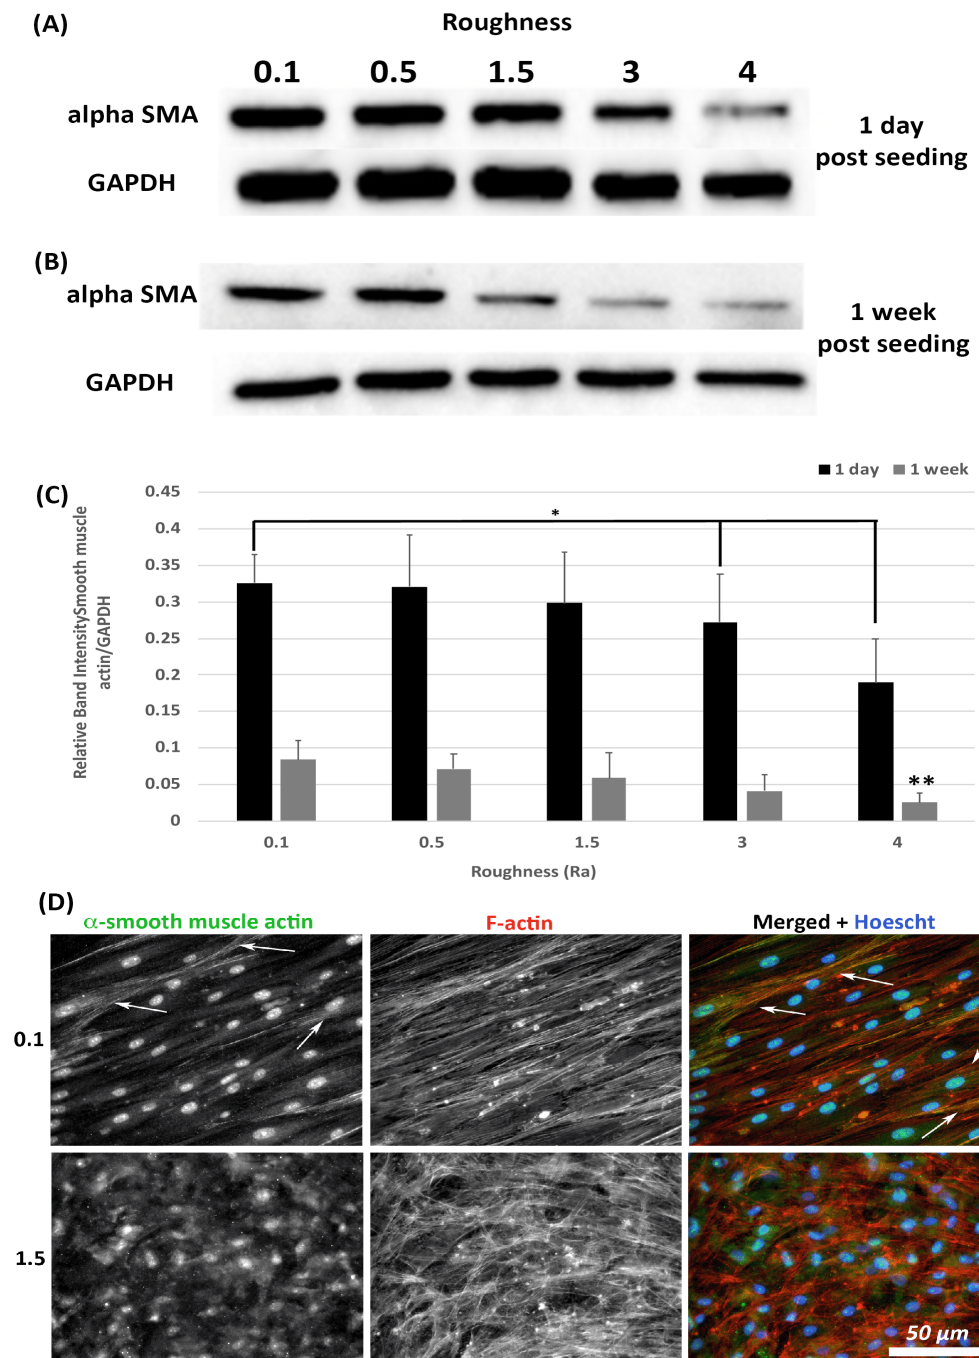 (A)
Roughness
0.1 0.5 1.5 3 4
alpha SMA
GAPDH
1 day
post seeding
(B)
alpha SMA
GAPDH
1 week
post seeding
(C)
1 day 1 week
Relative Band IntensitySmooth muscle
actin/GAPDH
0.45
0.4
0.35
0.3
0.25
0.2
0.15
0.1
0.05
0
*
**
0.1 0.5 1.5 3 4
Roughness (Ra)
(D)
α-smooth muscle actin F-actin Merged + Hoescht
0.1
1.5
50 μm